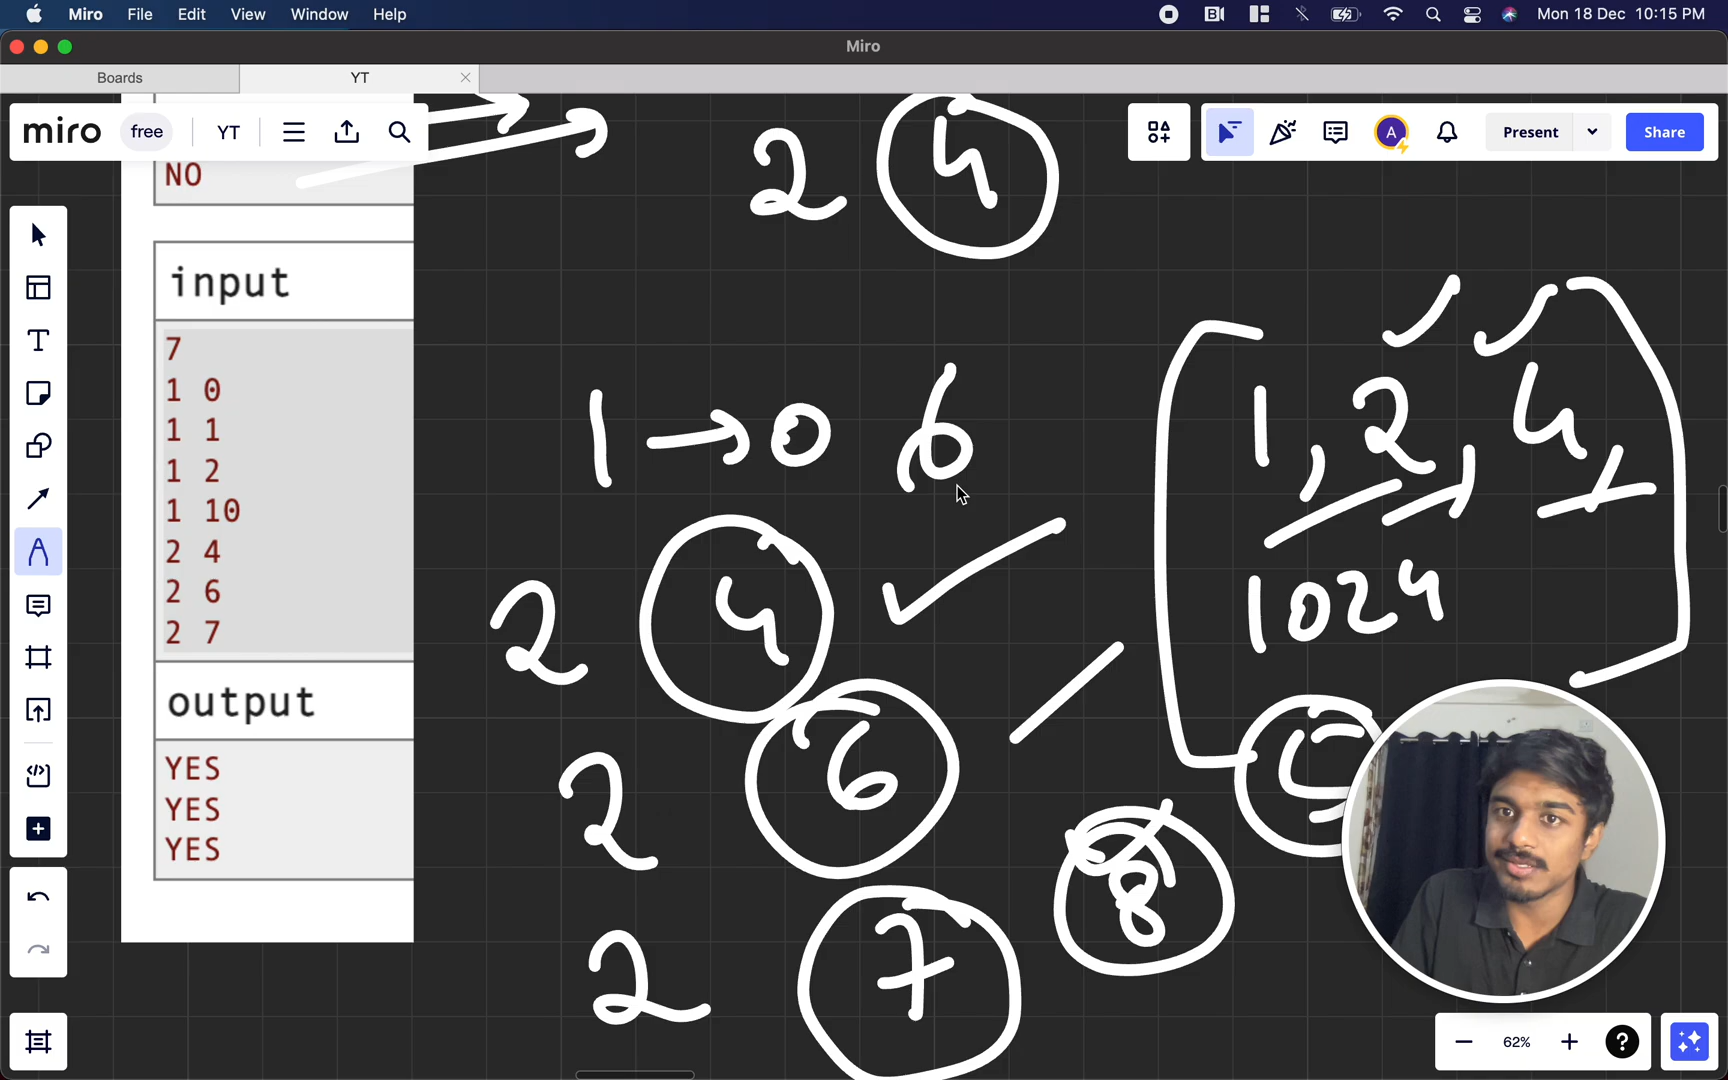 Miro File Edit View Window Help
Mon 18 Dec 10:15 PM
Miro
Boards
YT
miro free YT
Present
A
Share
NO
2 4
input
7
1 0
1 1
1 2
1 10
2 4
2 6
2 7
output
YES
YES
YES
1 → 0 6
2 4
2 6
2 7
8
1, 2, 4,
1024
5
62%